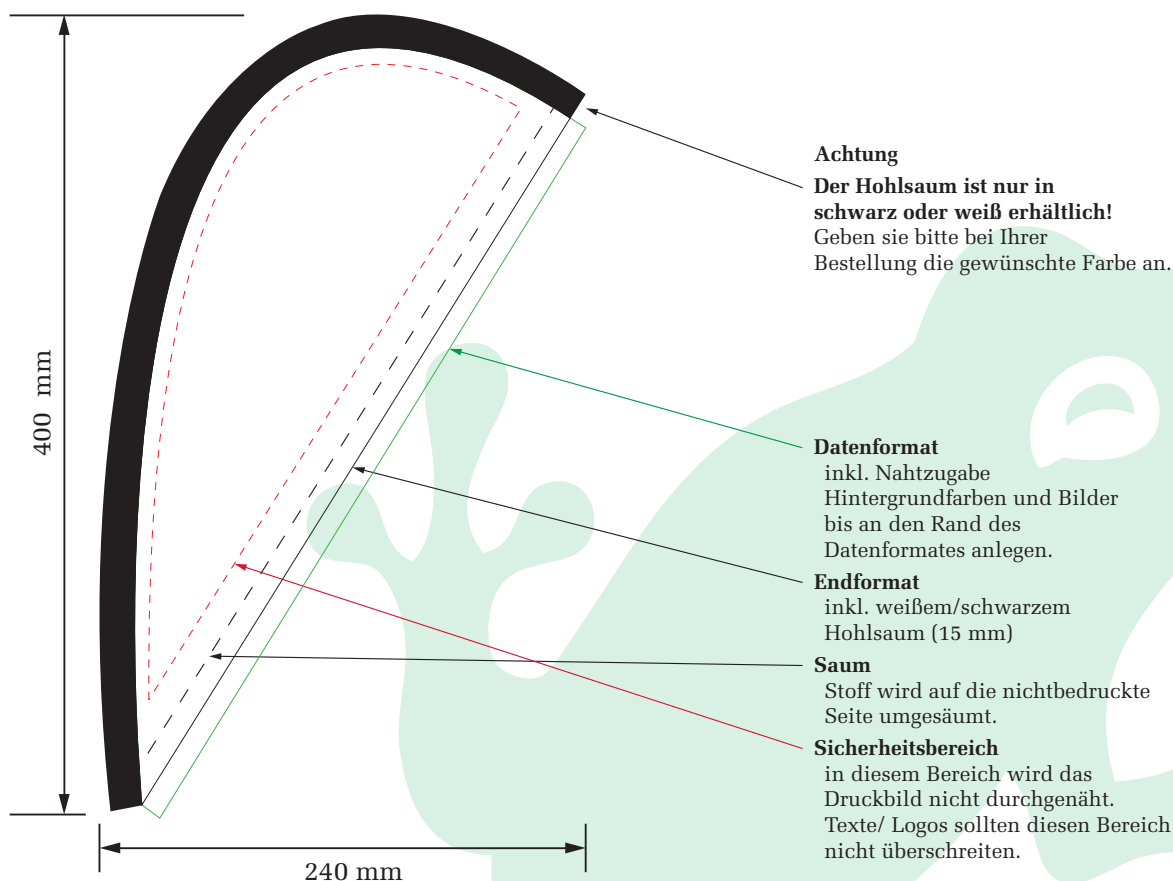 400 mm
Achtung
Der Hohlsaum ist nur in
schwarz oder weiß erhältlich!
Geben sie bitte bei Ihrer
Bestellung die gewünschte Farbe an.
Datenformat
inkl. Nahtzugabe
Hintergrundfarben und Bilder
bis an den Rand des
Datenformates anlegen.
Endformat
inkl. weißem/schwarzem
Hohlsaum (15 mm)
Saum
Stoff wird auf die nichtbedruckte
Seite umgesäumt.
Sicherheitsbereich
in diesem Bereich wird das
Druckbild nicht durchgenäht.
Texte/ Logos sollten diesen Bereich
nicht überschreiten.
240 mm